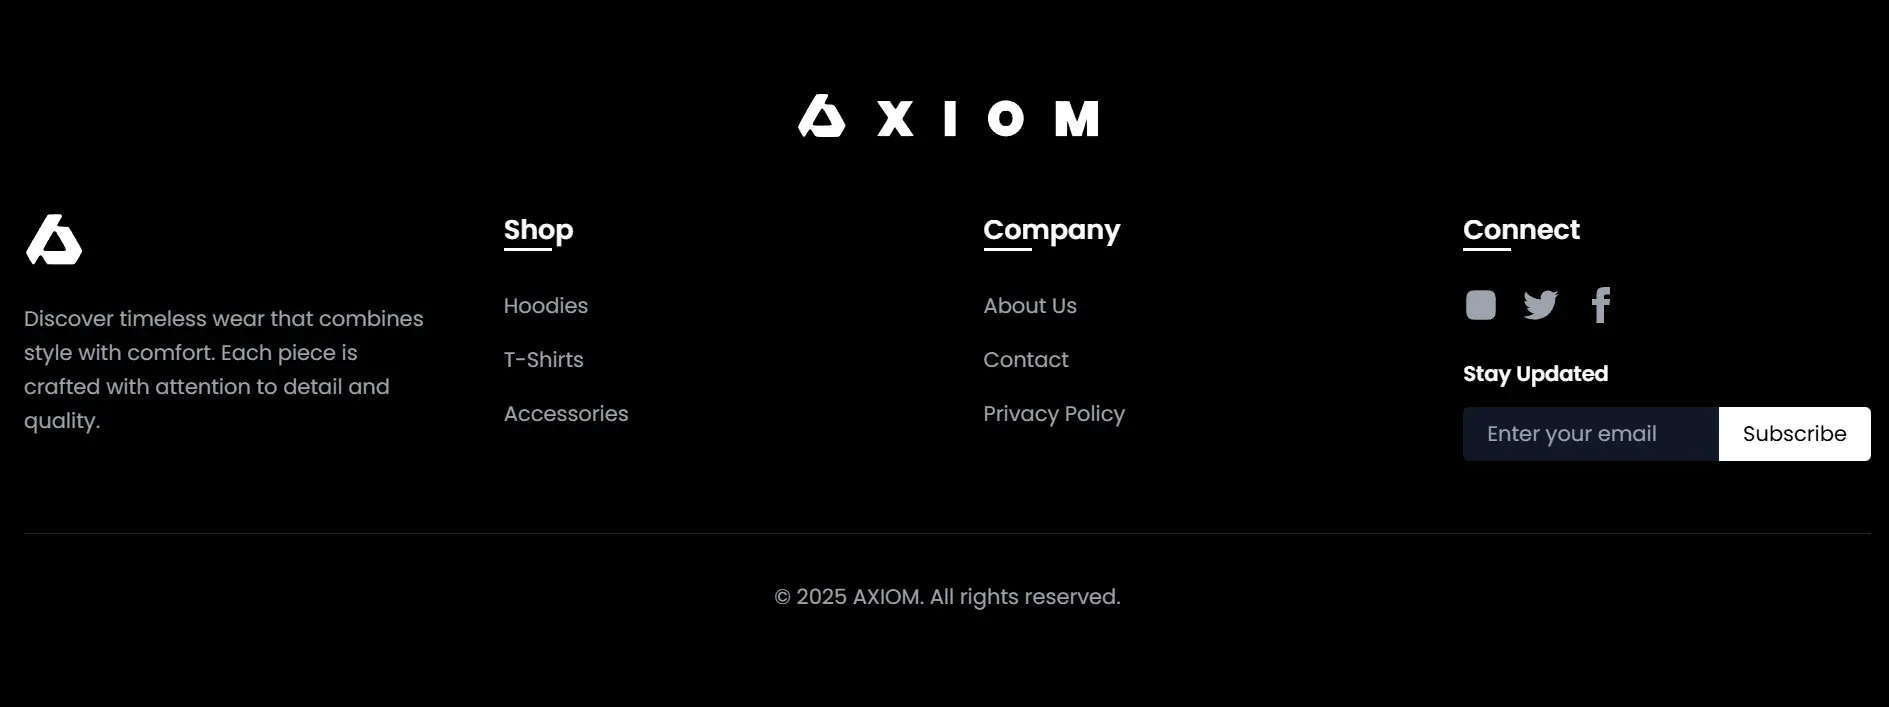 AXIOM
Discover timeless wear that combines
style with comfort. Each piece is
crafted with attention to detail and
quality.
Shop
Hoodies
T-Shirts
Accessories
Company
About Us
Contact
Privacy Policy
Connect
Stay Updated
Enter your email
Subscribe
© 2025 AXIOM. All rights reserved.